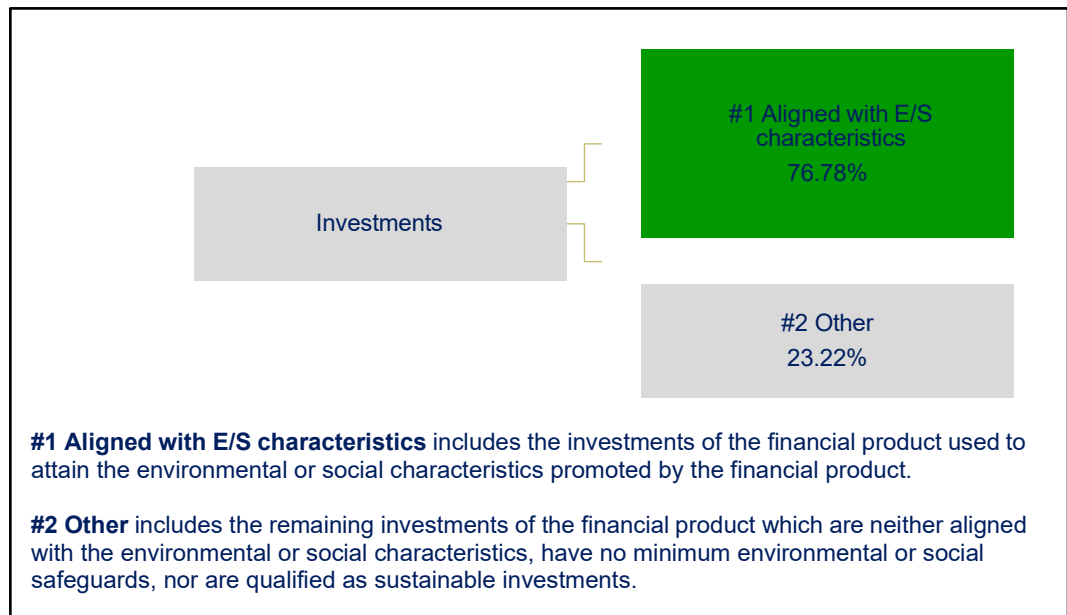 #1 Aligned with E/S
characteristics
76.78%
Investments
#2 Other
23.22%
#1 Aligned with E/S characteristics includes the investments of the financial product used to
attain the environmental or social characteristics promoted by the financial product.
#2 Other includes the remaining investments of the financial product which are neither aligned
with the environmental or social characteristics, have no minimum environmental or social
safeguards, nor are qualified as sustainable investments.